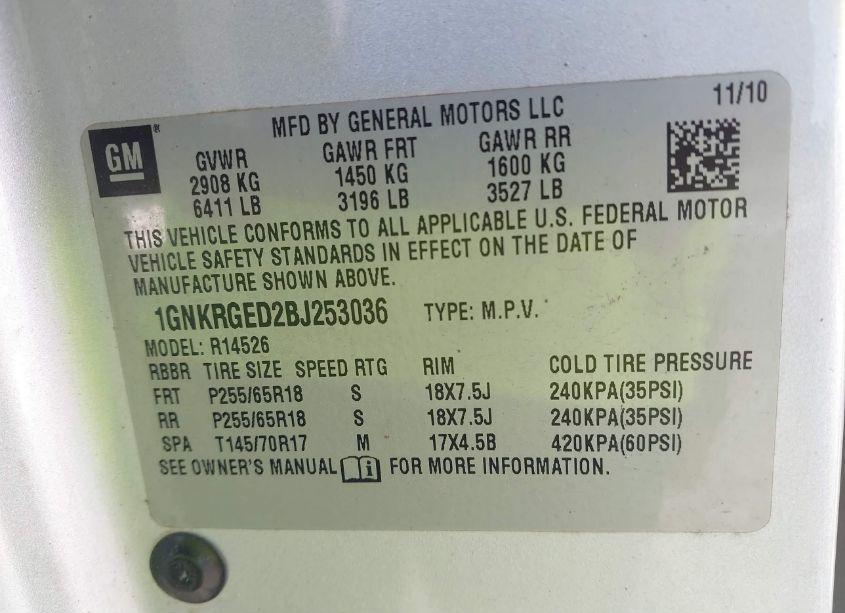 11/10
GM ®
MFD BY GENERAL MOTORS LLC
GVWR GAWR FRT GAWR RR
2908 KG 1450 KG 1600 KG
6411 LB 3196 LB 3527 LB
THIS VEHICLE CONFORMS TO ALL APPLICABLE U.S. FEDERAL MOTOR
VEHICLE SAFETY STANDARDS IN EFFECT ON THE DATE OF
MANUFACTURE SHOWN ABOVE.
1GNKRGED2BJ253036 TYPE: M.P.V.
MODEL: R14526
RBBR TIRE SIZE SPEED RTG RIM COLD TIRE PRESSURE
FRT P255/65R18 S 18X7.5J 240KPA(35PSI)
RR P255/65R18 S 18X7.5J 240KPA(35PSI)
SPA T145/70R17 M 17X4.5B 420KPA(60PSI)
SEE OWNER'S MANUAL i FOR MORE INFORMATION.